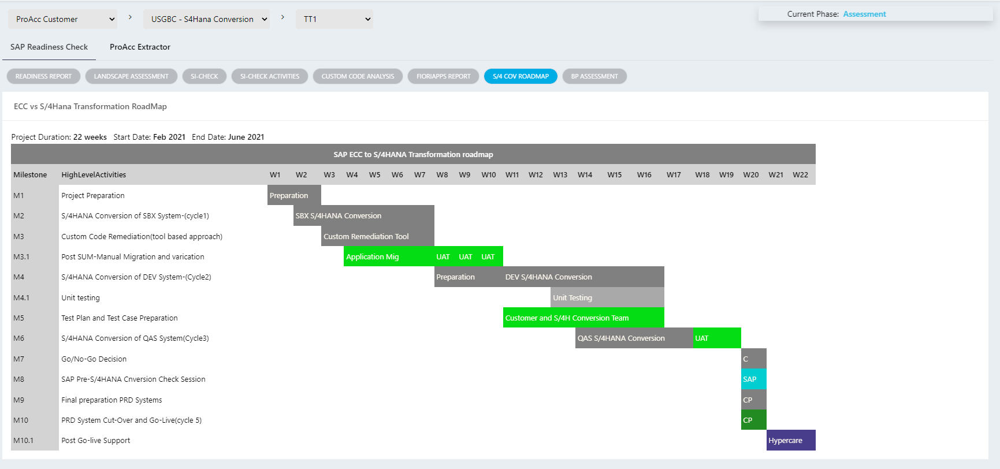 ProAcc Customer > USGBC - S4Hana Conversion > TT1
Current Phase: Assessment
SAP Readiness Check ProAcc Extractor
READINESS REPORT LANDSCAPE ASSESSMENT SI-CHECK SI-CHECK ACTIVITIES CUSTOM CODE ANALYSIS FIORIAPPS REPORT S/4 COV ROADMAP BP ASSESSMENT
ECC vs S/4Hana Transformation RoadMap
Project Duration: 22 weeks Start Date: Feb 2021 End Date: June 2021
SAP ECC to S/4HANA Transformation roadmap
Milestone HighLevelActivities W1 W2 W3 W4 W5 W6 W7 W8 W9 W10 W11 W12 W13 W14 W15 W16 W17 W18 W19 W20 W21 W22
M1 Project Preparation Preparation
M2 S/4HANA Conversion of SBX System-(cycle1) SBX S/4HANA Conversion
M3 Custom Code Remediation(tool based approach) Custom Remediation Tool
M3.1 Post SUM-Manual Migration and varication Application Mig UAT UAT UAT
M4 S/4HANA Conversion of DEV System-(Cycle2) Preparation DEV S/4HANA Conversion
M4.1 Unit testing Unit Testing
M5 Test Plan and Test Case Preparation Customer and S/4H Conversion Team
M6 S/4HANA Conversion of QAS System(Cycle3) QAS S/4HANA Conversion UAT
M7 Go/No-Go Decision C
M8 SAP Pre-S/4HANA Cnversion Check Session SAP
M9 Final preparation PRD Systems CP
M10 PRD System Cut-Over and Go-Live(cycle 5) CP
M10.1 Post Go-live Support Hypercare